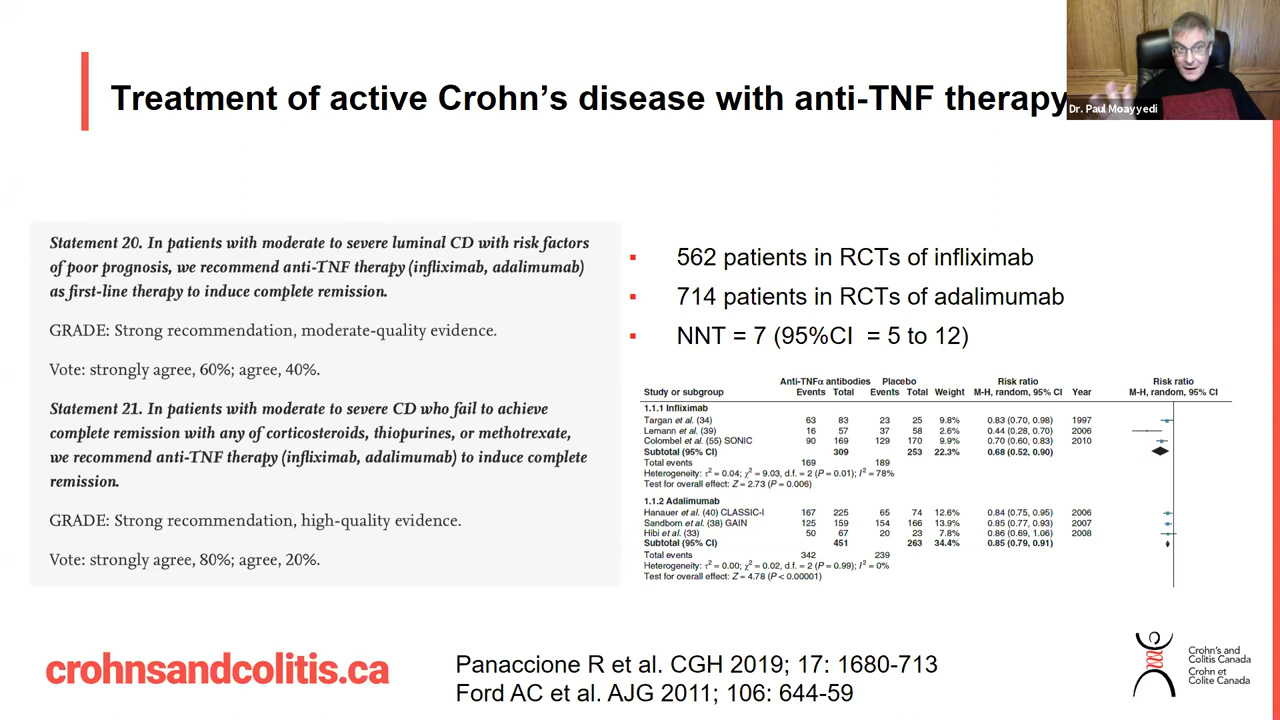 Treatment of active Crohn's disease with anti-TNF therapy
Dr. Paul Moayyedi
Statement 20. In patients with moderate to severe luminal CD with risk factors
of poor prognosis, we recommend anti-TNF therapy (infliximab, adalimumab)
as first-line therapy to induce complete remission.
GRADE: Strong recommendation, moderate-quality evidence.
Vote: strongly agree, 60%; agree, 40%.
Statement 21. In patients with moderate to severe CD who fail to achieve
complete remission with any of corticosteroids, thiopurines, or methotrexate,
we recommend anti-TNF therapy (infliximab, adalimumab) to induce complete
remission.
GRADE: Strong recommendation, high-quality evidence.
Vote: strongly agree, 80%; agree, 20%.
▪ 562 patients in RCTs of infliximab
▪ 714 patients in RCTs of adalimumab
▪ NNT = 7 (95%CI = 5 to 12)
Anti-TNFα antibodies Placebo Risk ratio Risk ratio
Study or subgroup Events Total Events Total Weight M-H, random, 95% CI Year M-H, random, 95% CI
1.1.1 Infliximab
Targan et al. (34) 63 83 23 25 9.8% 0.83 (0.70, 0.98) 1997
Lemann et al. (39) 16 57 37 58 2.6% 0.44 (0.28, 0.70) 2006
Colombel et al. (55) SONIC 90 169 129 170 9.9% 0.70 (0.60, 0.83) 2010
Subtotal (95% CI) 309 253 22.3% 0.68 (0.52, 0.90)
Total events 169 189
Heterogeneity: τ² = 0.04; χ² = 9.03, d.f. = 2 (P = 0.01); I² = 78%
Test for overall effect: Z = 2.73 (P = 0.006)
1.1.2 Adalimumab
Hanauer et al. (40) CLASSIC-I 167 225 65 74 12.6% 0.84 (0.75, 0.95) 2006
Sandborn et al. (38) GAIN 125 159 154 166 13.9% 0.85 (0.77, 0.93) 2007
Hibi et al. (33) 50 67 20 23 7.8% 0.86 (0.69, 1.06) 2008
Subtotal (95% CI) 451 263 34.4% 0.85 (0.79, 0.91)
Total events 342 239
Heterogeneity: τ² = 0.00; χ² = 0.02, d.f. = 2 (P = 0.99); I² = 0%
Test for overall effect: Z = 4.78 (P < 0.00001)
crohnsandcolitis.ca
Panaccione R et al. CGH 2019; 17: 1680-713
Ford AC et al. AJG 2011; 106: 644-59
Crohn's and
Colitis Canada
Crohn et
Colite Canada